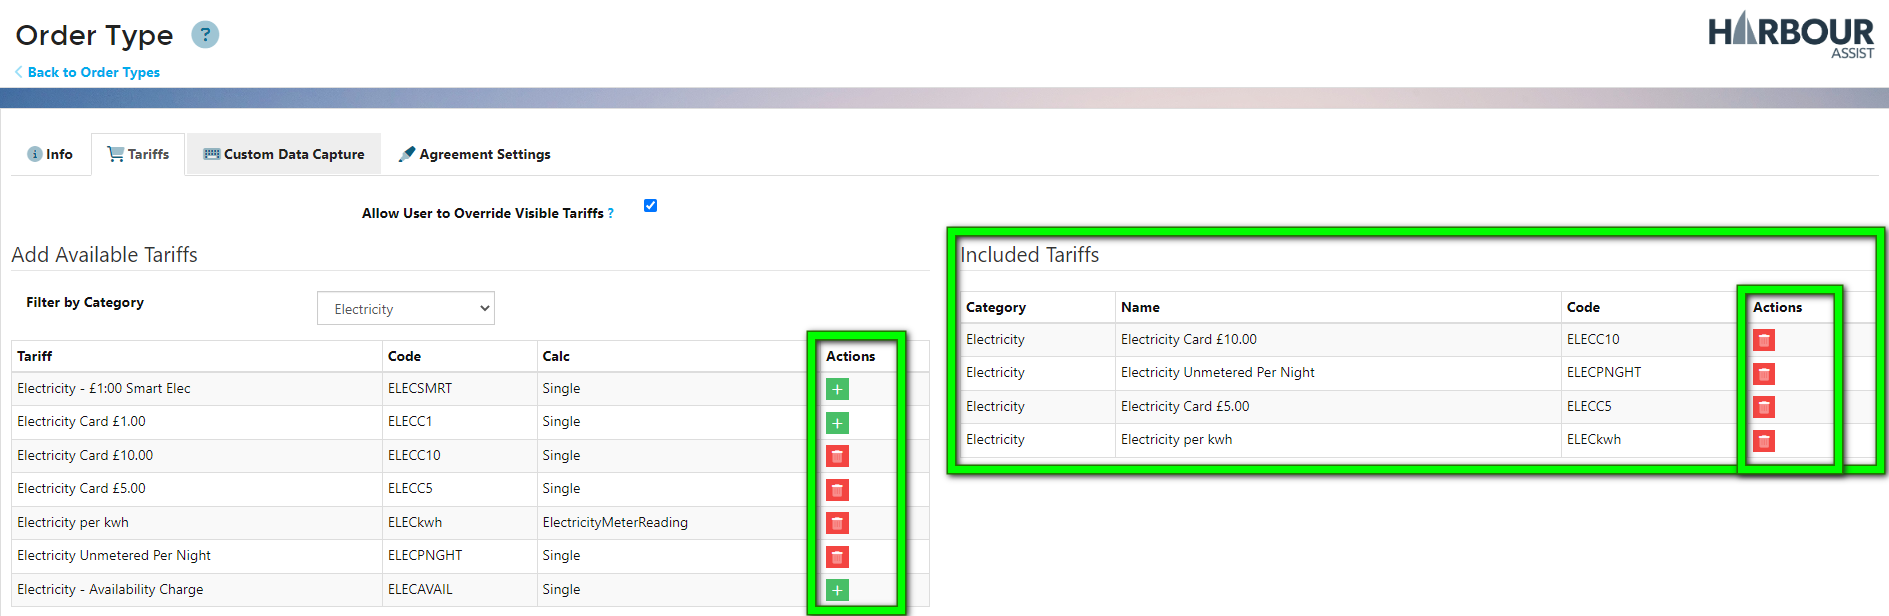 Order Type ?
HARBOUR
ASSIST
Back to Order Types
Info Tariffs Custom Data Capture Agreement Settings
Allow User to Override Visible Tariffs ?
Add Available Tariffs
Filter by Category Electricity
Tariff Code Calc Actions
Electricity - £1:00 Smart Elec ELECSMRT Single
Electricity Card £1.00 ELECC1 Single
Electricity Card £10.00 ELECC10 Single
Electricity Card £5.00 ELECC5 Single
Electricity per kwh ELECkwh ElectricityMeterReading
Electricity Unmetered Per Night ELECPNGHT Single
Electricity - Availability Charge ELECAVAIL Single
Included Tariffs
Category Name Code Actions
Electricity Electricity Card £10.00 ELECC10
Electricity Electricity Unmetered Per Night ELECPNGHT
Electricity Electricity Card £5.00 ELECC5
Electricity Electricity per kwh ELECkwh